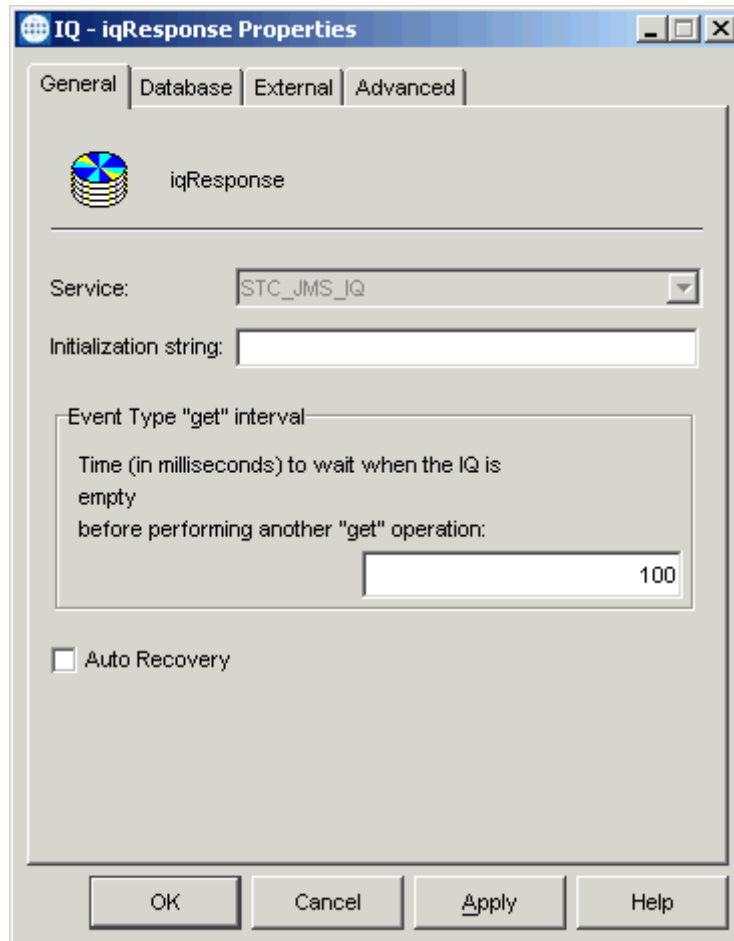 IQ - iqResponse Properties
General Database External Advanced
iqResponse
Service: STC_JMS_IQ
Initialization string:
Event Type "get" interval
Time (in milliseconds) to wait when the IQ is
empty
before performing another "get" operation:
100
Auto Recovery
OK Cancel Apply Help